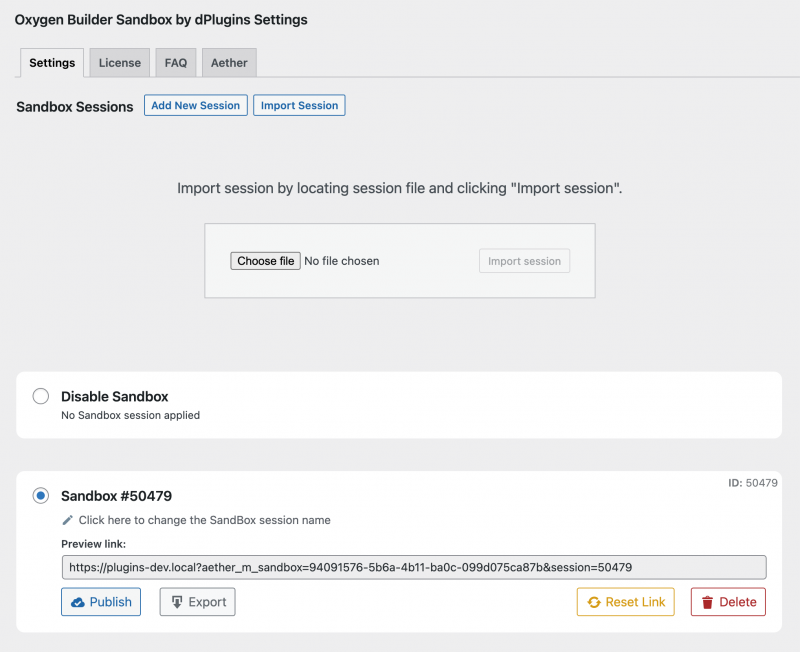 Oxygen Builder Sandbox by dPlugins Settings
Settings License FAQ Aether
Sandbox Sessions Add New Session Import Session
Import session by locating session file and clicking "Import session".
Choose file No file chosen Import session
Disable Sandbox
No Sandbox session applied
ID: 50479
Sandbox #50479
Click here to change the SandBox session name
Preview link:
https://plugins-dev.local?aether_m_sandbox=94091576-5b6a-4b11-ba0c-099d075ca87b&session=50479
Publish Export Reset Link Delete